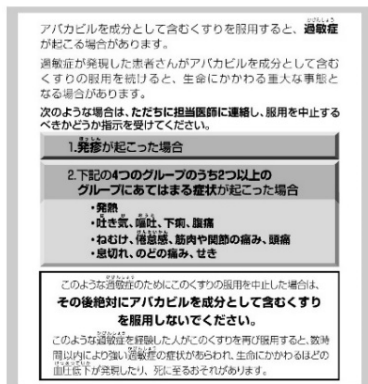 アバカビルを成分として含むくすりを服用すると、過敏症
が起こる場合があります。
過敏症が発現した患者さんがアバカビルを成分として含む
くすりの服用を続けると、生命にかかわる重大な事態と
なる場合があります。
次のような場合は、ただちに担当医師に連絡し、服用を中止する
べきかどうか指示を受けてください。
1.発疹が起こった場合
2.下記の4つのグループのうち2つ以上の
グループにあてはまる症状が起こった場合
・発熱
・吐き気、嘔吐、下痢、腹痛
・ねむけ、倦怠感、筋肉や関節の痛み、頭痛
・息切れ、のどの痛み、せき
このような過敏症のためにこのくすりの服用を中止した場合は、
その後絶対にアバカビルを成分として含むくすり
を服用しないでください。
このような過敏症を経験した人がこのくすりを再び服用すると、数時
間以内により強い過敏症の症状があらわれ、生命にかかわるほどの
血圧低下が発現したり、死に至るおそれがあります。